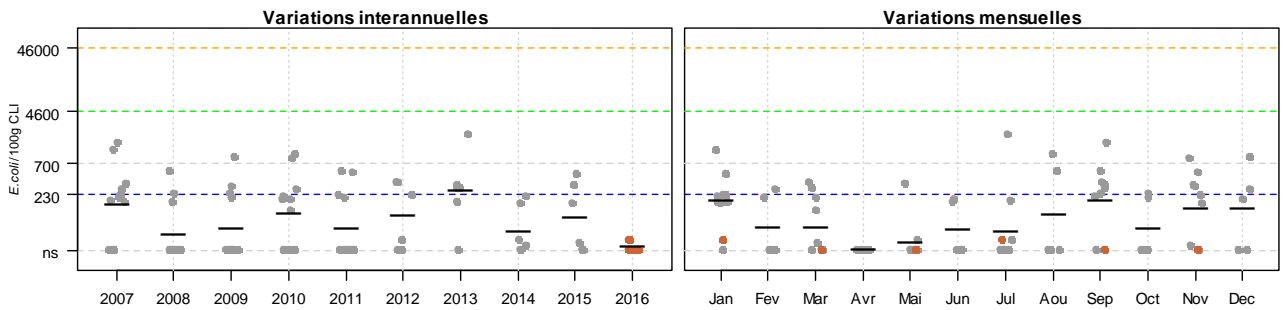 Variations interannuelles
Variations mensuelles
E.coli/100g CLI
46000
4600
700
230
ns
2007 2008 2009 2010 2011 2012 2013 2014 2015 2016
Jan Fev Mar Avr Mai Jun Jul Aou Sep Oct Nov Dec